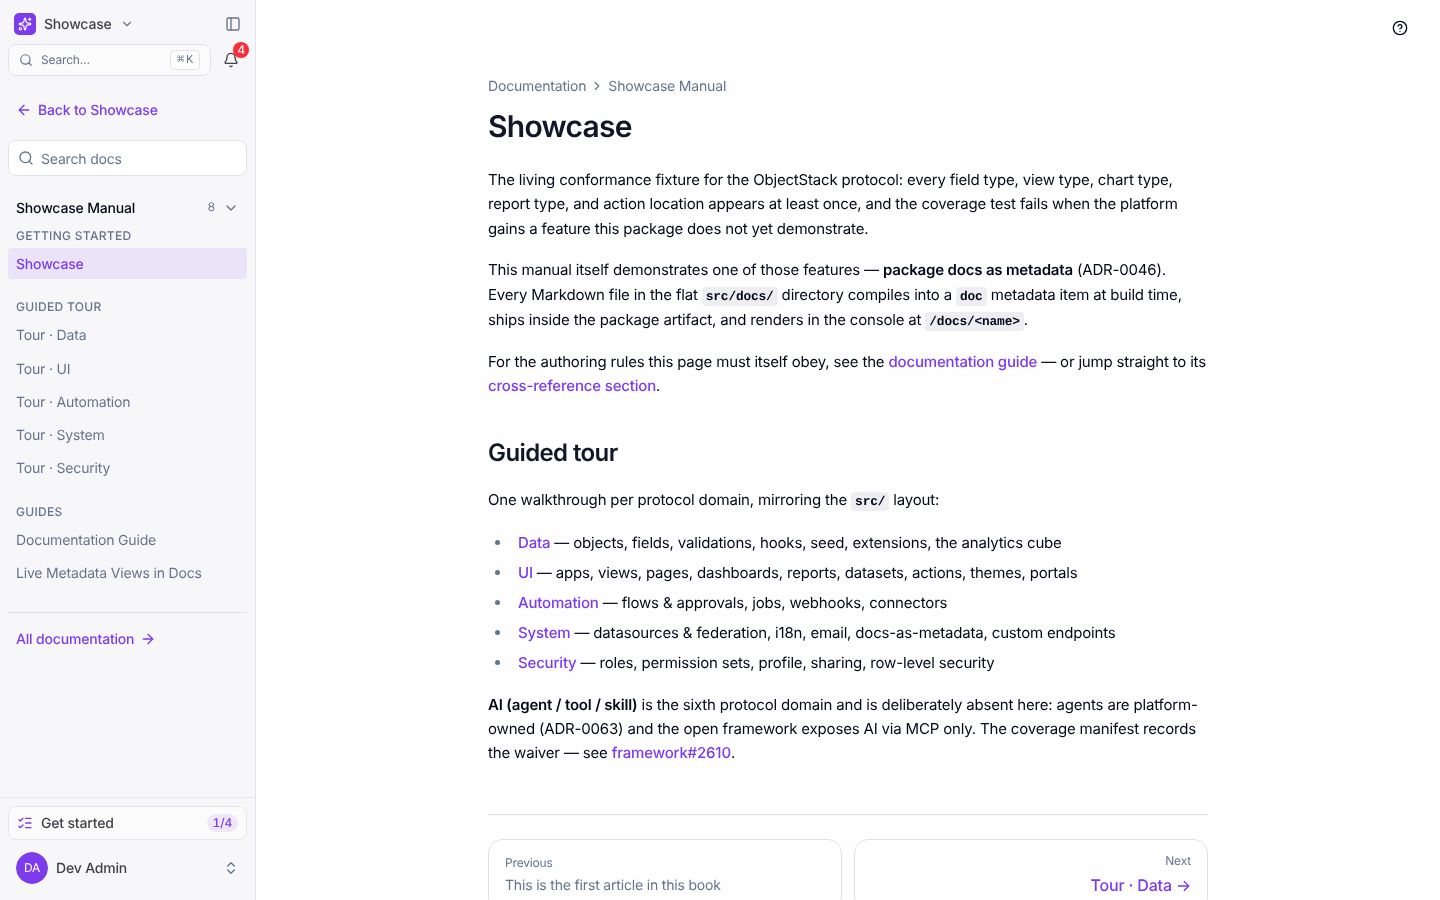 Showcase
Search...
⌘K
4
Back to Showcase
Search docs
Showcase Manual
8
GETTING STARTED
Showcase
GUIDED TOUR
Tour · Data
Tour · UI
Tour · Automation
Tour · System
Tour · Security
GUIDES
Documentation Guide
Live Metadata Views in Docs
All documentation →
Get started
1/4
DA
Dev Admin
Documentation > Showcase Manual
Showcase
The living conformance fixture for the ObjectStack protocol: every field type, view type, chart type,
report type, and action location appears at least once, and the coverage test fails when the platform
gains a feature this package does not yet demonstrate.
This manual itself demonstrates one of those features — package docs as metadata (ADR-0046).
Every Markdown file in the flat src/docs/ directory compiles into a doc metadata item at build time,
ships inside the package artifact, and renders in the console at /docs/<name>.
For the authoring rules this page must itself obey, see the documentation guide — or jump straight to its
cross-reference section.
Guided tour
One walkthrough per protocol domain, mirroring the src/ layout:
• Data — objects, fields, validations, hooks, seed, extensions, the analytics cube
• UI — apps, views, pages, dashboards, reports, datasets, actions, themes, portals
• Automation — flows & approvals, jobs, webhooks, connectors
• System — datasources & federation, i18n, email, docs-as-metadata, custom endpoints
• Security — roles, permission sets, profile, sharing, row-level security
AI (agent / tool / skill) is the sixth protocol domain and is deliberately absent here: agents are platform-
owned (ADR-0063) and the open framework exposes AI via MCP only. The coverage manifest records
the waiver — see framework#2610.
Previous
This is the first article in this book
Next
Tour · Data →